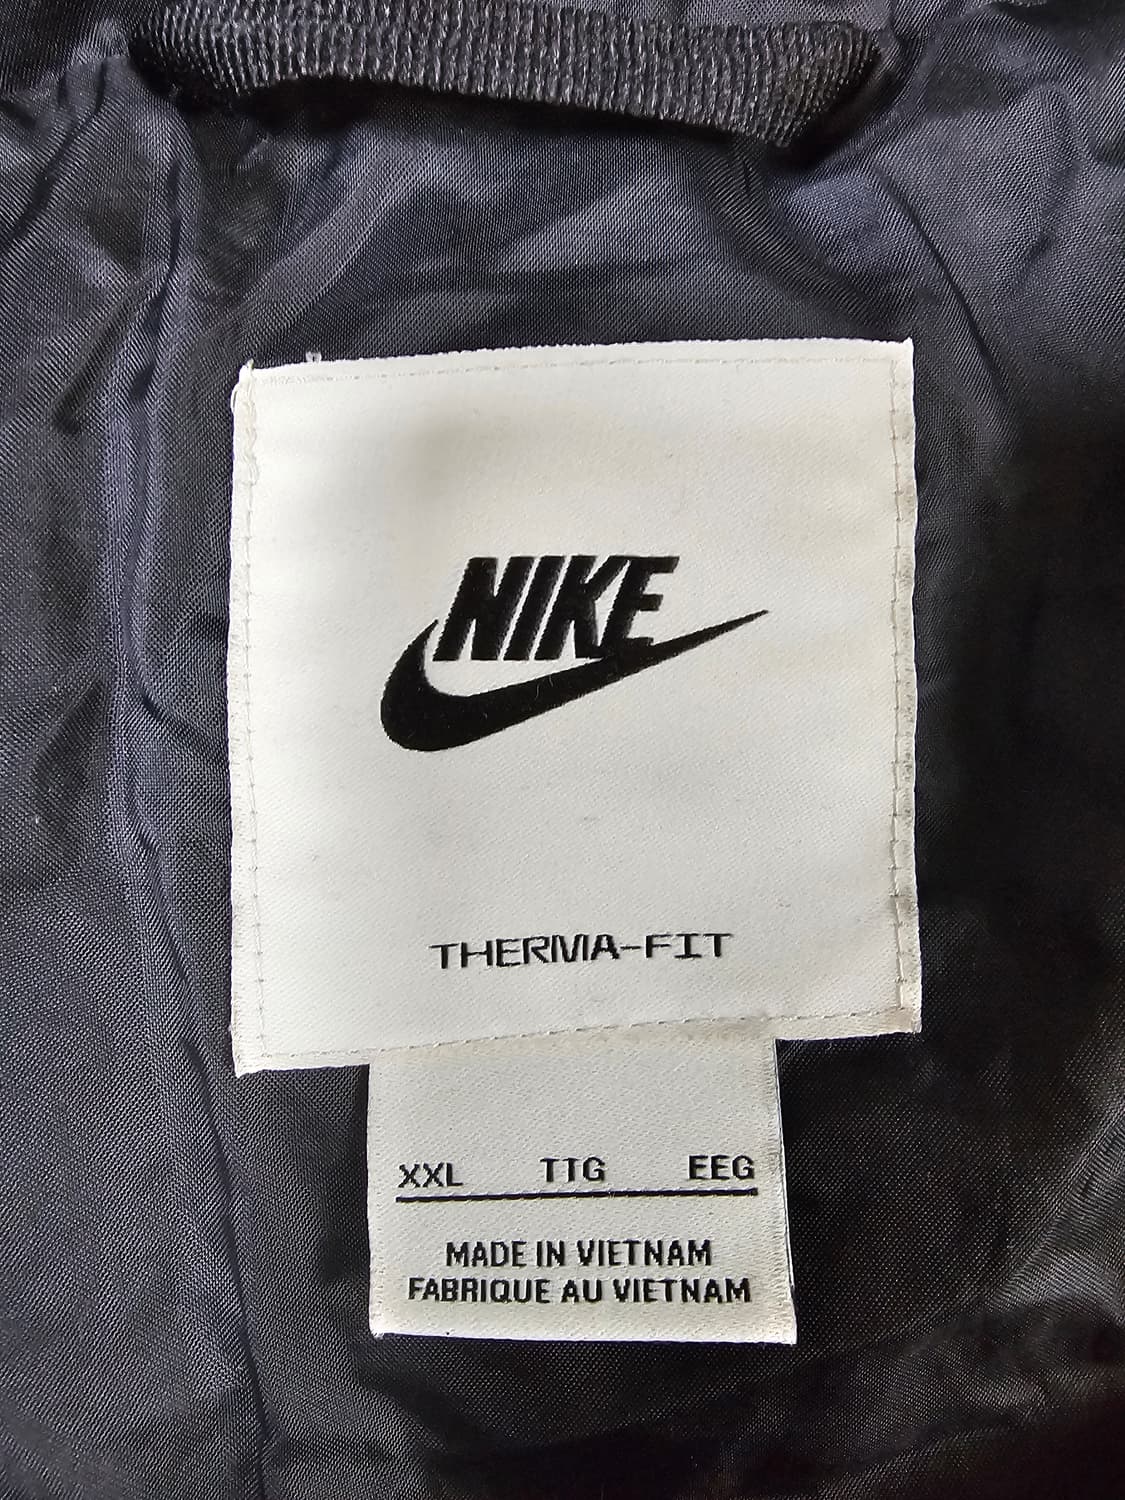 NIKE
THERMA-FIT
XXL TTG EEG
MADE IN VIETNAM
FABRIQUE AU VIETNAM